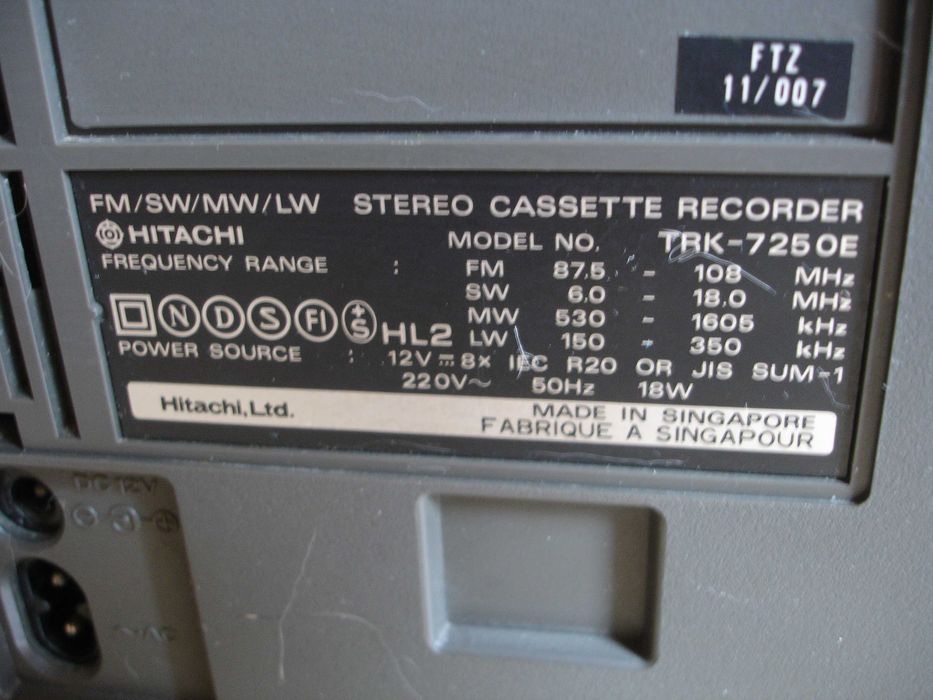 FTZ
11/007
FM/SW/MW/LW STEREO CASSETTE RECORDER
HITACHI MODEL NO. TRK-7250E
FREQUENCY RANGE : FM 87.5 - 108 MHz
SW 6.0 - 18.0 MHz
MW 530 - 1605 kHz
N D S FI +S HL2 LW 150 - 350 kHz
POWER SOURCE : 12V⎓8x IEC R20 OR JIS SUM-1
220V~ 50Hz 18W
Hitachi,Ltd. MADE IN SINGAPORE
FABRIQUE A SINGAPOUR
DC 12V
~AC